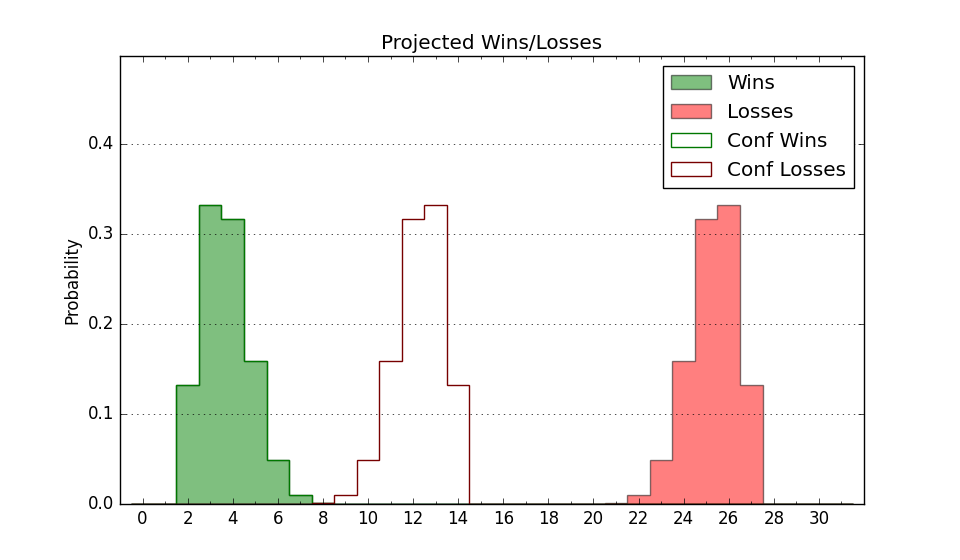 Projected Wins/Losses
Wins
Losses
Conf Wins
Conf Losses
Probability
0.4
0.3
0.2
0.1
0.0
0 2 4 6 8 10 12 14 16 18 20 22 24 26 28 30